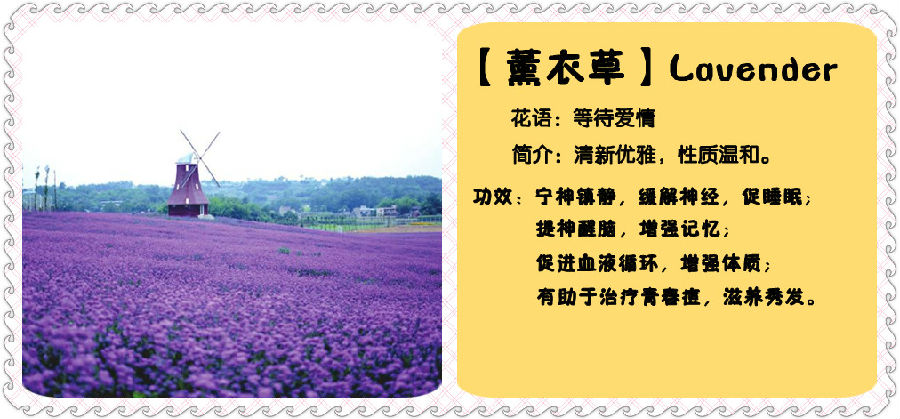 【薰衣草】Lavender
花语：等待爱情
简介：清新优雅，性质温和。
功效：宁神镇静，缓解神经，促睡眠；
提神醒脑，增强记忆；
促进血液循环，增强体质；
有助于治疗青春痘，滋养秀发。